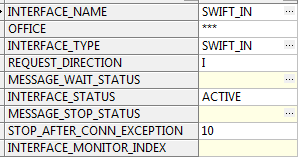 INTERFACE_NAME SWIFT_IN ...
OFFICE ***
INTERFACE_TYPE SWIFT_IN ...
REQUEST_DIRECTION I
MESSAGE_WAIT_STATUS ...
INTERFACE_STATUS ACTIVE ...
MESSAGE_STOP_STATUS ...
STOP_AFTER_CONN_EXCEPTION 10
INTERFACE_MONITOR_INDEX